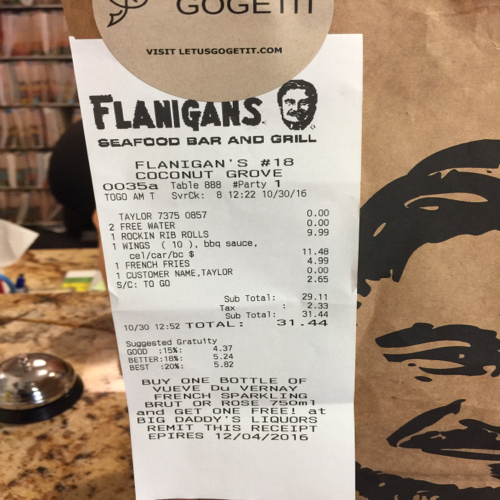 GOGETIT
VISIT LETUSGOGETIT.COM
FLANIGANS
SEAFOOD BAR AND GRILL
FLANIGAN'S #18
COCONUT GROVE
0035a Table 888 #Party 1
TOGO AM T SvrCk: 8 12:22 10/30/16
TAYLOR 7375 0857 0.00
2 FREE WATER 0.00
1 ROCKIN RIB ROLLS 9.99
1 WINGS ( 10 ), bbq sauce,
cel/car/bc $ 11.48
1 FRENCH FRIES 4.99
1 CUSTOMER NAME,TAYLOR 0.00
S/C: TO GO 2.65
Sub Total: 29.11
Tax : 2.33
Sub Total: 31.44
10/30 12:52 TOTAL: 31.44
Suggested Gratuity
GOOD :15%: 4.37
BETTER:18%: 5.24
BEST :20%: 5.82
BUY ONE BOTTLE OF
VUEVE Du VERNAY
FRENCH SPARKLING
BRUT OR ROSE 750ml
and GET ONE FREE! at
BIG DADDY'S LIQUORS
REMIT THIS RECEIPT
EPIRES 12/04/2016